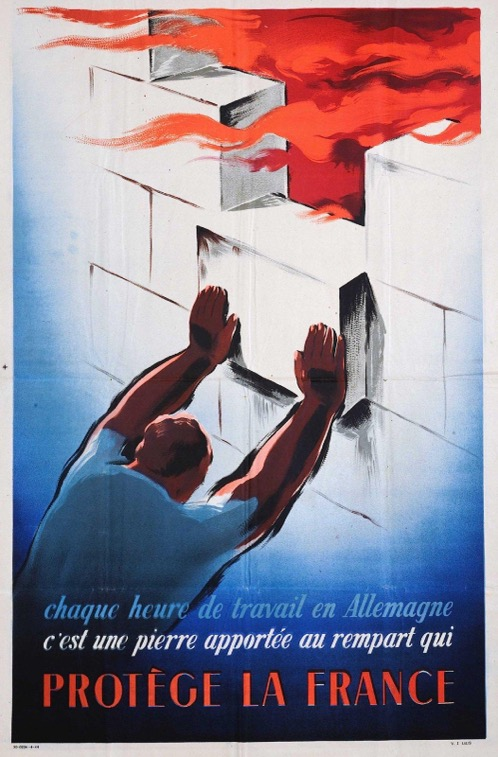 chaque heure de travail en Allemagne
c'est une pierre apportée au rempart qui
PROTÈGE LA FRANCE